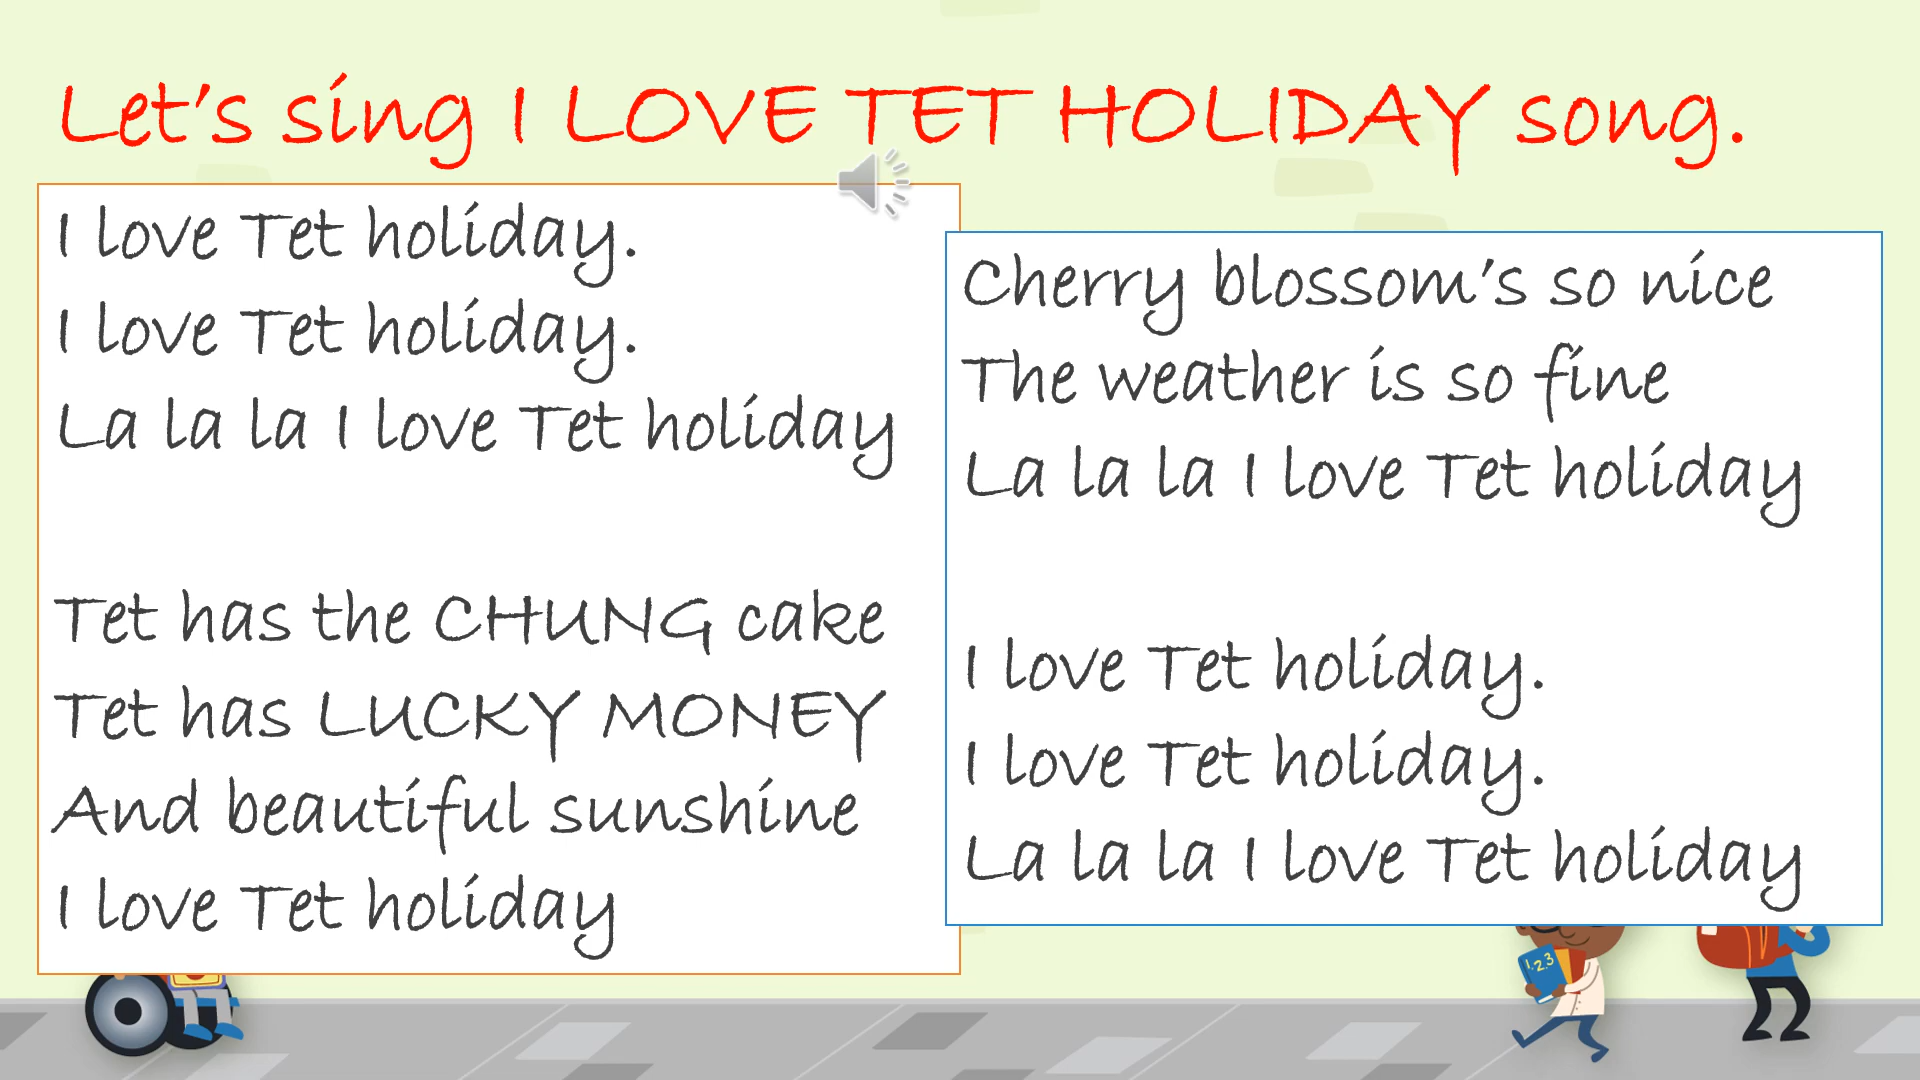 Let's sing I LOVE TET HOLIDAY song.
I love Tet holiday.
I love Tet holiday.
La la la I love Tet holiday
Tet has the CHUNG cake
Tet has LUCKY MONEY
And beautiful sunshine
I love Tet holiday
Cherry blossom's so nice
The weather is so fine
La la la I love Tet holiday
I love Tet holiday.
I love Tet holiday.
La la la I love Tet holiday
1.2.3